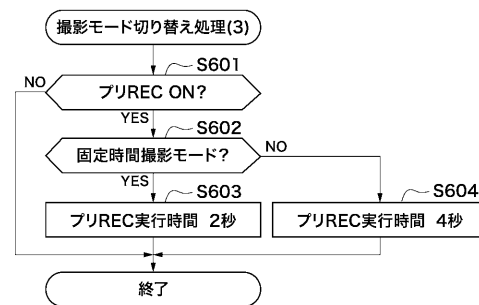 撮影モード切り替え処理(3)
S601
NO
プリREC ON?
YES
S602
固定時間撮影モード?
NO
YES
S603
S604
プリREC実行時間 2秒
プリREC実行時間 4秒
終了